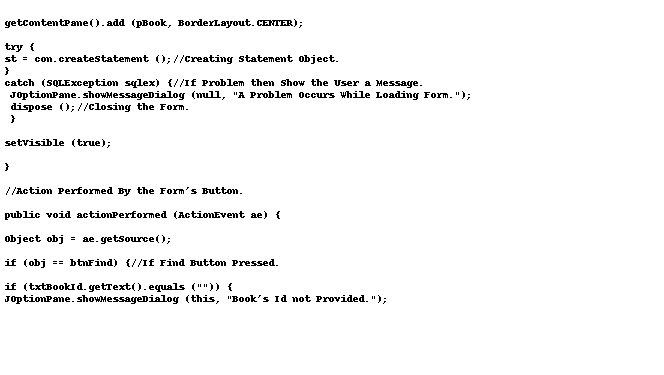 getContentPane().add (pBook, BorderLayout.CENTER);
try {
st = con.createStatement ();//Creating Statement Object.
}
catch (SQLException sqlex) {//If Problem then Show the User a Message.
JOptionPane.showMessageDialog (null, "A Problem Occurs While Loading Form.");
dispose ();//Closing the Form.
}
setVisible (true);
}
//Action Performed By the Form's Button.
public void actionPerformed (ActionEvent ae) {
Object obj = ae.getSource();
if (obj == btnFind) {//If Find Button Pressed.
if (txtBookId.getText().equals ("")) {
JOptionPane.showMessageDialog (this, "Book's Id not Provided.");